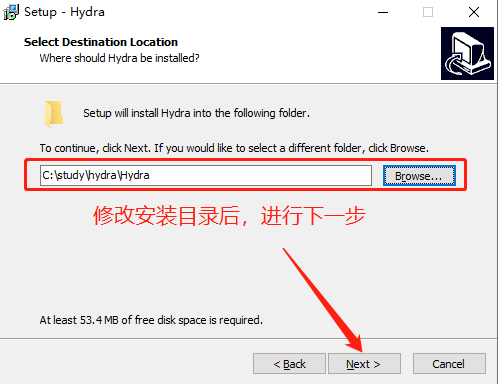 Setup - Hydra
Select Destination Location
Where should Hydra be installed?
Setup will install Hydra into the following folder.
To continue, click Next. If you would like to select a different folder, click Browse.
C:\study\hydra\Hydra
Browse...
修改安装目录后，进行下一步
At least 53.4 MB of free disk space is required.
< Back
Next >
Cancel